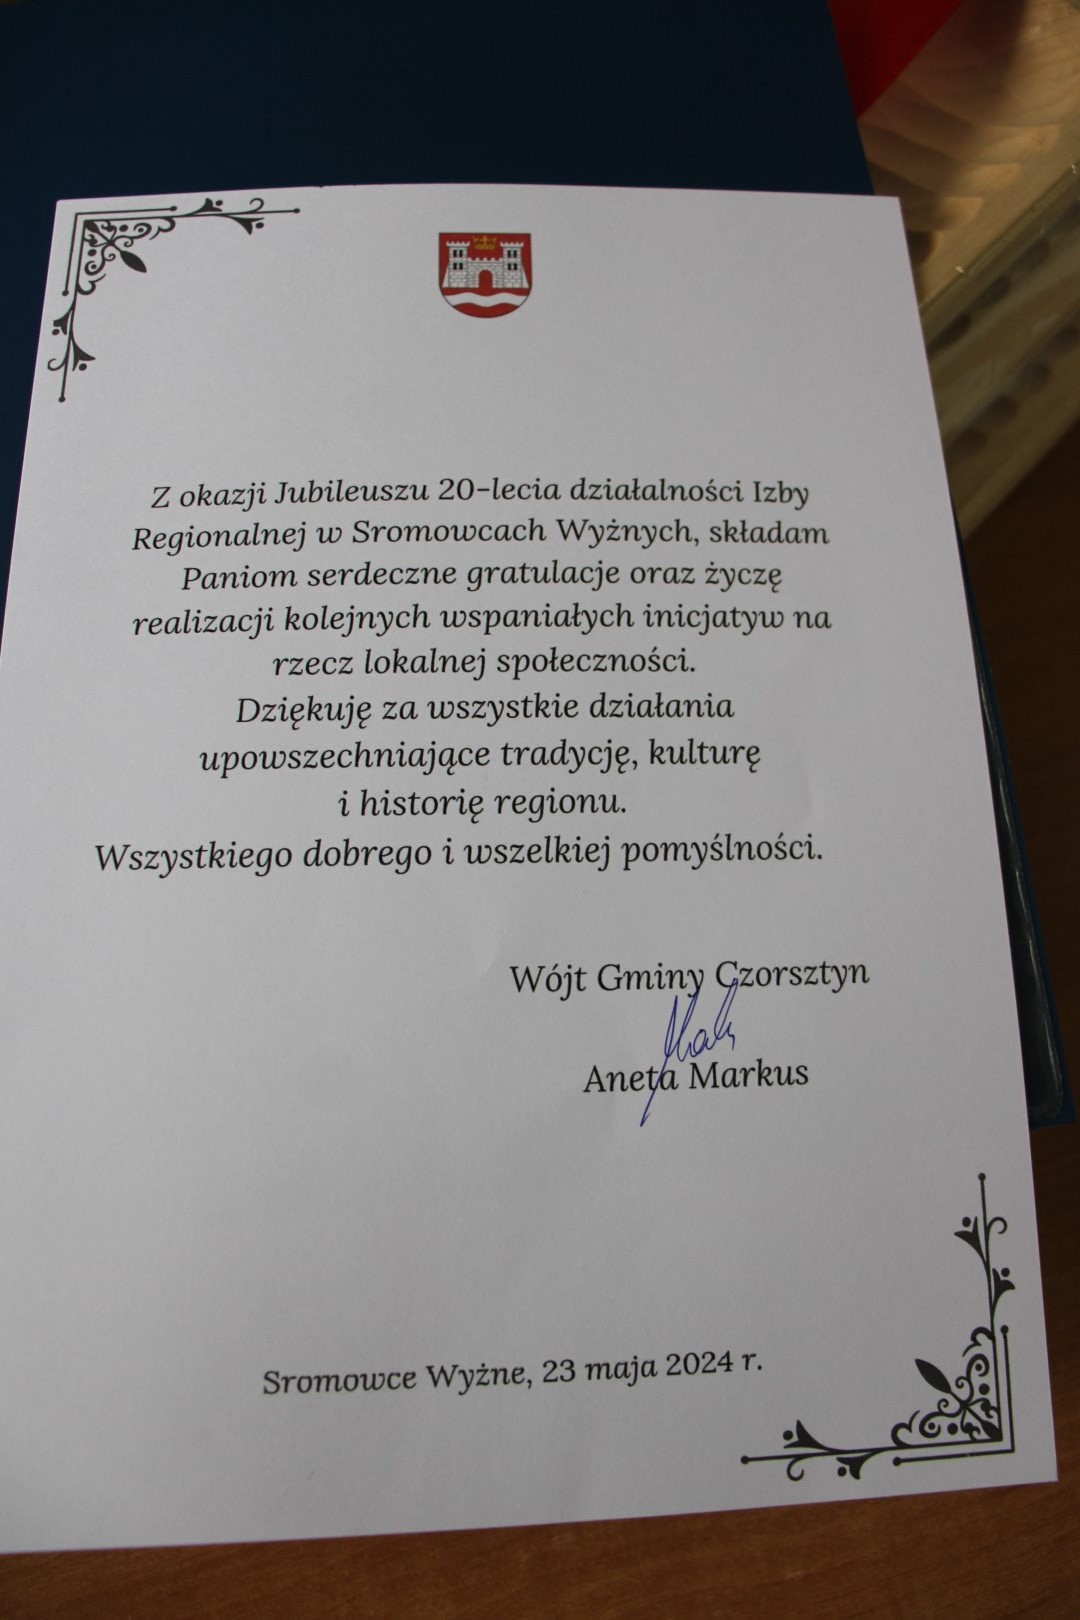 Z okazji Jubileuszu 20-lecia działalności Izby
Regionalnej w Sromowcach Wyżnych, składam
Paniom serdeczne gratulacje oraz życzę
realizacji kolejnych wspaniałych inicjatyw na
rzecz lokalnej społeczności.
Dziękuję za wszystkie działania
upowszechniające tradycję, kulturę
i historię regionu.
Wszystkiego dobrego i wszelkiej pomyślności.
Wójt Gminy Czorsztyn
Aneta Markus
Sromowce Wyżne, 23 maja 2024 r.